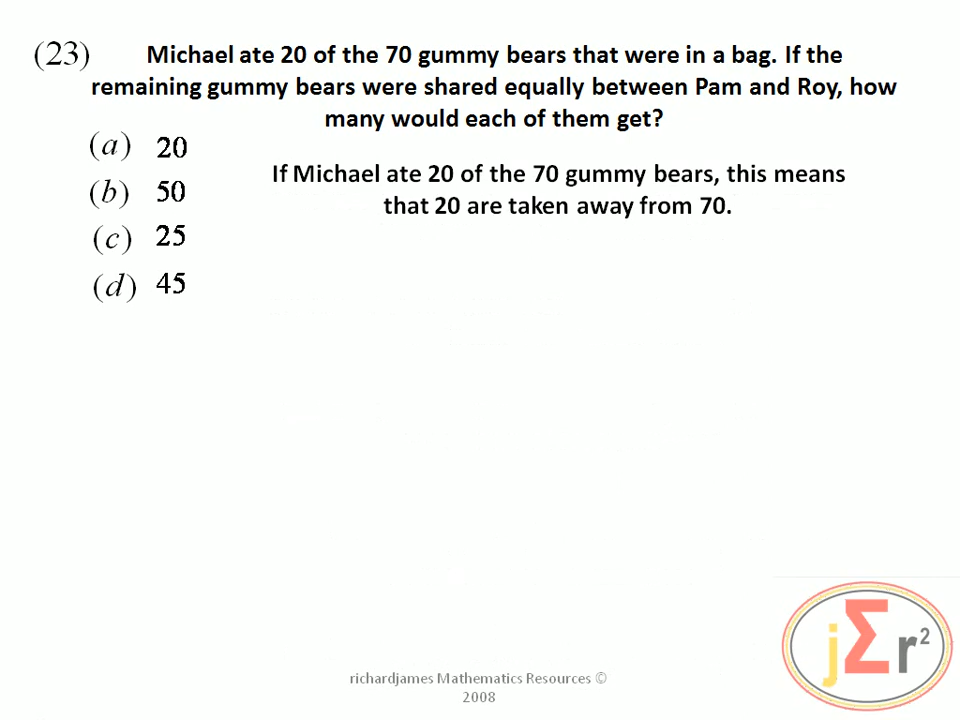 (23) Michael ate 20 of the 70 gummy bears that were in a bag. If the
remaining gummy bears were shared equally between Pam and Roy, how
many would each of them get?
(a) 20
(b) 50
(c) 25
(d) 45
If Michael ate 20 of the 70 gummy bears, this means
that 20 are taken away from 70.
richardjames Mathematics Resources ©
2008
jΣr²